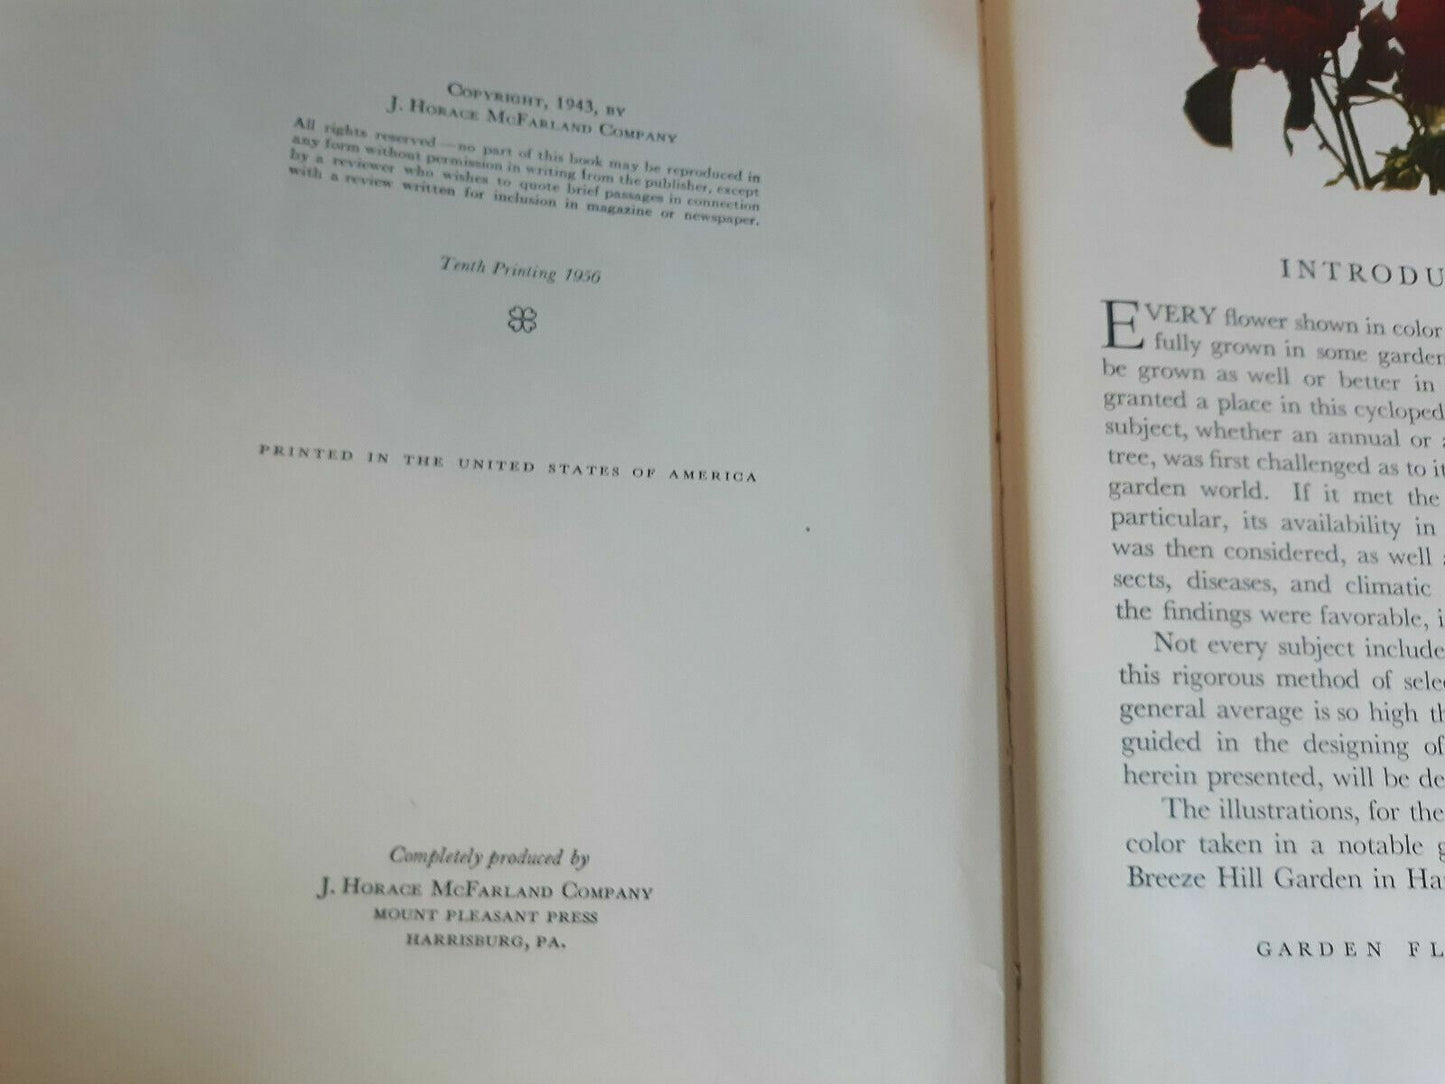 COPYRIGHT, 1943, BY
J. HORACE MCFARLAND COMPANY
All rights reserved—no part of this book may be reproduced in
any form without permission in writing from the publisher, except
by a reviewer who wishes to quote brief passages in connection
with a review written for inclusion in magazine or newspaper.
Tenth Printing 1956
PRINTED IN THE UNITED STATES OF AMERICA
Completely produced by
J. HORACE MCFARLAND COMPANY
MOUNT PLEASANT PRESS
HARRISBURG, PA.
INTRODU
EVERY flower shown in color
fully grown in some garden
be grown as well or better in
granted a place in this cycloped
subject, whether an annual or a
tree, was first challenged as to it
garden world. If it met the
particular, its availability in
was then considered, as well a
sects, diseases, and climatic
the findings were favorable, i
Not every subject include
this rigorous method of sele
general average is so high th
guided in the designing of
herein presented, will be de
The illustrations, for the
color taken in a notable g
Breeze Hill Garden in Ha
GARDEN FL